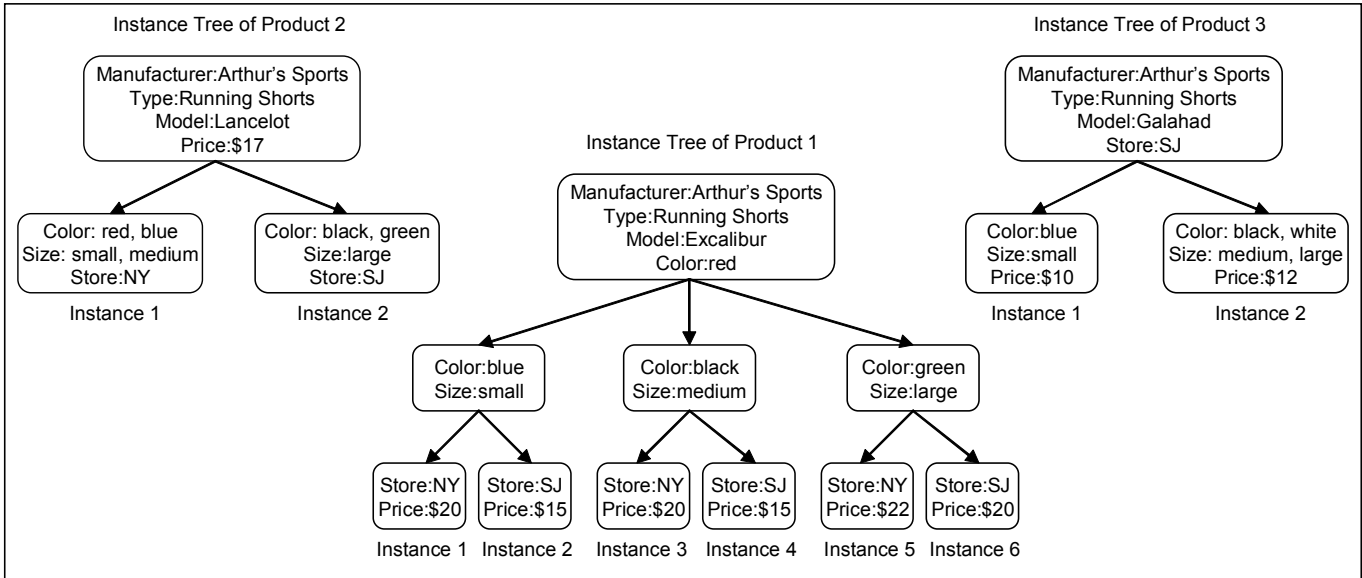 Instance Tree of Product 2
Manufacturer:Arthur's Sports
Type:Running Shorts
Model:Lancelot
Price:$17
Color: red, blue
Size: small, medium
Store:NY
Instance 1
Color: black, green
Size:large
Store:SJ
Instance 2
Instance Tree of Product 1
Manufacturer:Arthur's Sports
Type:Running Shorts
Model:Excalibur
Color:red
Color:blue
Size:small
Color:black
Size:medium
Color:green
Size:large
Store:NY
Price:$20
Instance 1
Store:SJ
Price:$15
Instance 2
Store:NY
Price:$20
Instance 3
Store:SJ
Price:$15
Instance 4
Store:NY
Price:$22
Instance 5
Store:SJ
Price:$20
Instance 6
Instance Tree of Product 3
Manufacturer:Arthur's Sports
Type:Running Shorts
Model:Galahad
Store:SJ
Color:blue
Size:small
Price:$10
Instance 1
Color: black, white
Size: medium, large
Price:$12
Instance 2